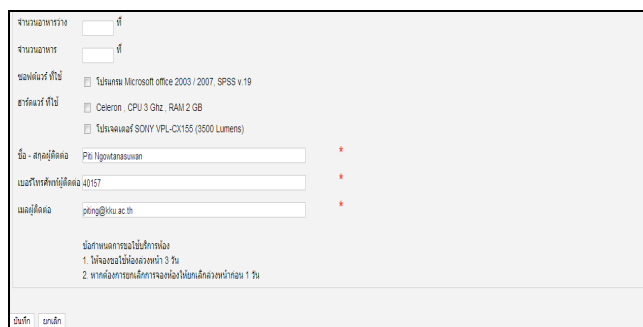 จำนวนอาหารว่าง ที่
จำนวนอาหาร ที่
ซอฟต์แวร์ ที่ใช้ โปรแกรม Microsoft office 2003 / 2007, SPSS v.19
ฮาร์ดแวร์ ที่ใช้ Celeron , CPU 3 Ghz , RAM 2 GB
โปรเจคเตอร์ SONY VPL-CX155 (3500 Lumens)
ชื่อ - สกุลผู้ติดต่อ Piti Ngowtanasuwan *
เบอร์โทรศัพท์ผู้ติดต่อ 40157 *
เมลผู้ติดต่อ piting@kku.ac.th *
ข้อกำหนดการขอใช้บริการห้อง
1. ให้จองขอใช้ห้องล่วงหน้า 3 วัน
2. หากต้องการยกเลิกการจองห้องให้ยกเลิกล่วงหน้าก่อน 1 วัน
บันทึก ยกเลิก